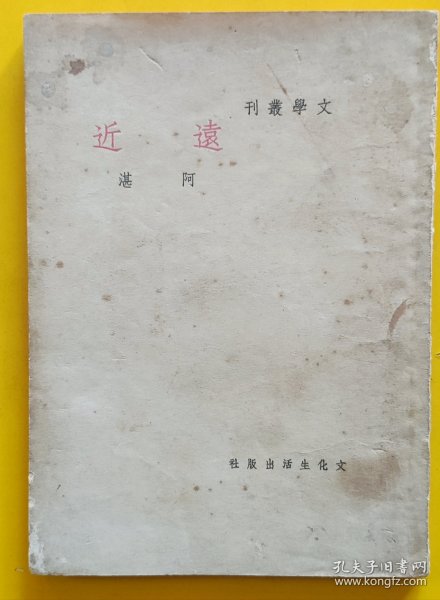 文學叢刊
遠近
阿湛
文化生活出版社
孔夫子旧书网
www.kongfz.com